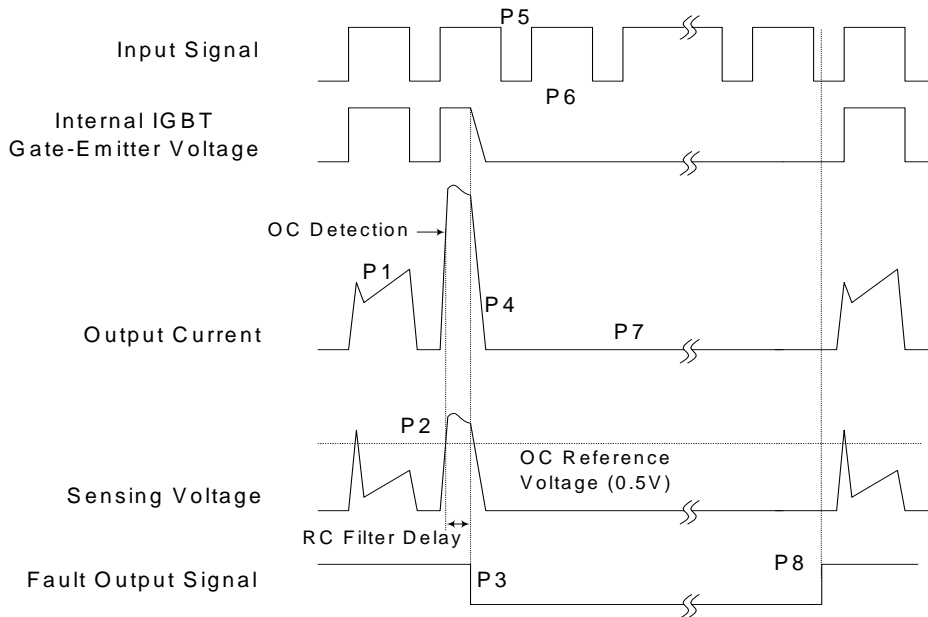 P5
Input Signal
P6
Internal IGBT
Gate-Emitter Voltage
OC Detection
P1
P4
Output Current
P7
P2
OC Reference
Voltage (0.5V)
Sensing Voltage
RC Filter Delay
P8
Fault Output Signal
P3